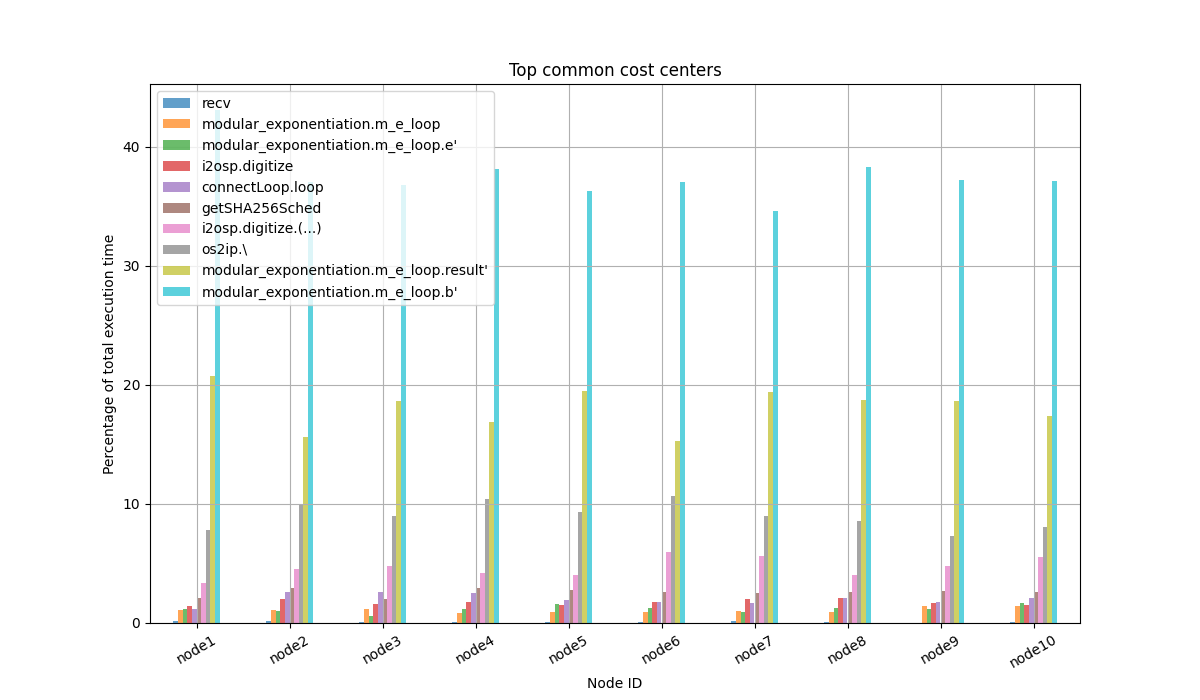 Top common cost centers
recv
modular_exponentiation.m_e_loop
modular_exponentiation.m_e_loop.e'
i2osp.digitize
connectLoop.loop
getSHA256Sched
i2osp.digitize.(...)
os2ip.\
modular_exponentiation.m_e_loop.result'
modular_exponentiation.m_e_loop.b'
Percentage of total execution time
40
30
20
10
0
node1
node2
node3
node4
node5
node6
node7
node8
node9
node10
Node ID